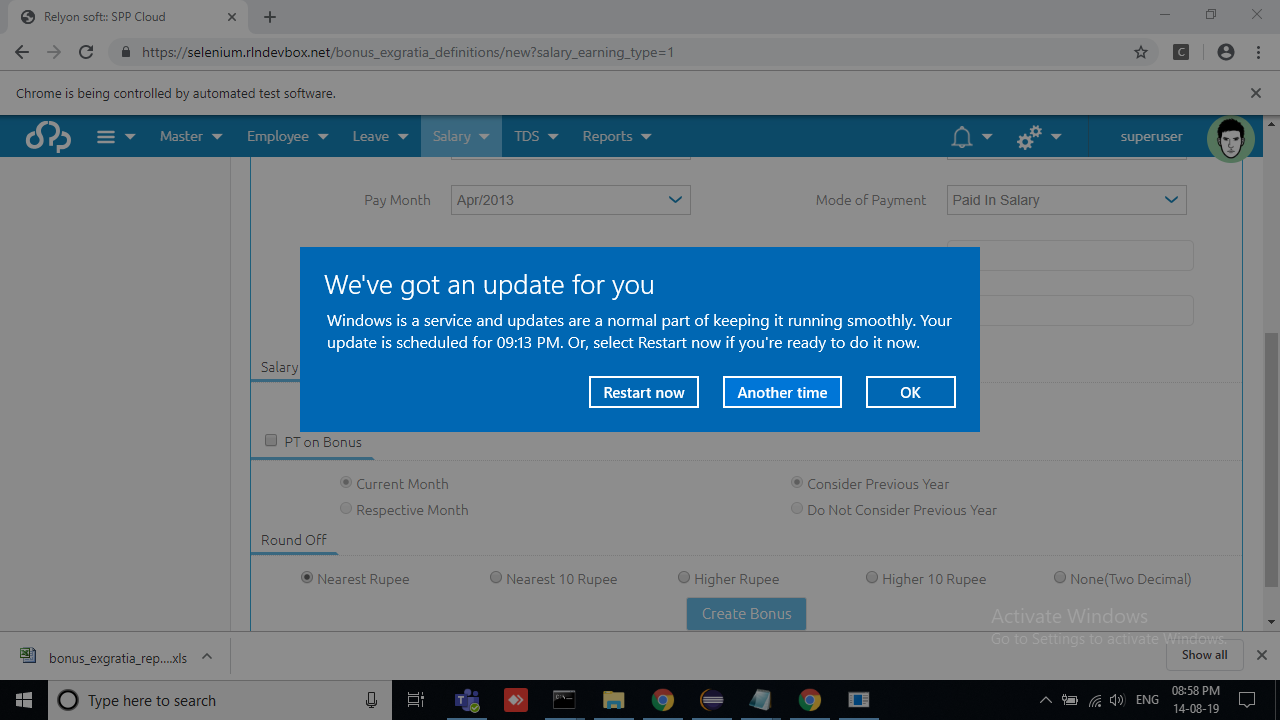 Relyon soft:: SPP Cloud
https://selenium.rlndevbox.net/bonus_exgratia_definitions/new?salary_earning_type=1
C
Chrome is being controlled by automated test software.
Master Employee Leave Salary TDS Reports superuser
Pay Month Apr/2013 Mode of Payment Paid In Salary
We've got an update for you
Windows is a service and updates are a normal part of keeping it running smoothly. Your
update is scheduled for 09:13 PM. Or, select Restart now if you're ready to do it now.
Salary
Restart now Another time OK
PT on Bonus
Current Month Consider Previous Year
Respective Month Do Not Consider Previous Year
Round Off
Nearest Rupee Nearest 10 Rupee Higher Rupee Higher 10 Rupee None(Two Decimal)
Create Bonus
Activate Windows
Go to Settings to activate Windows.
bonus_exgratia_rep....xls Show all
Type here to search ENG 08:58 PM
14-08-19